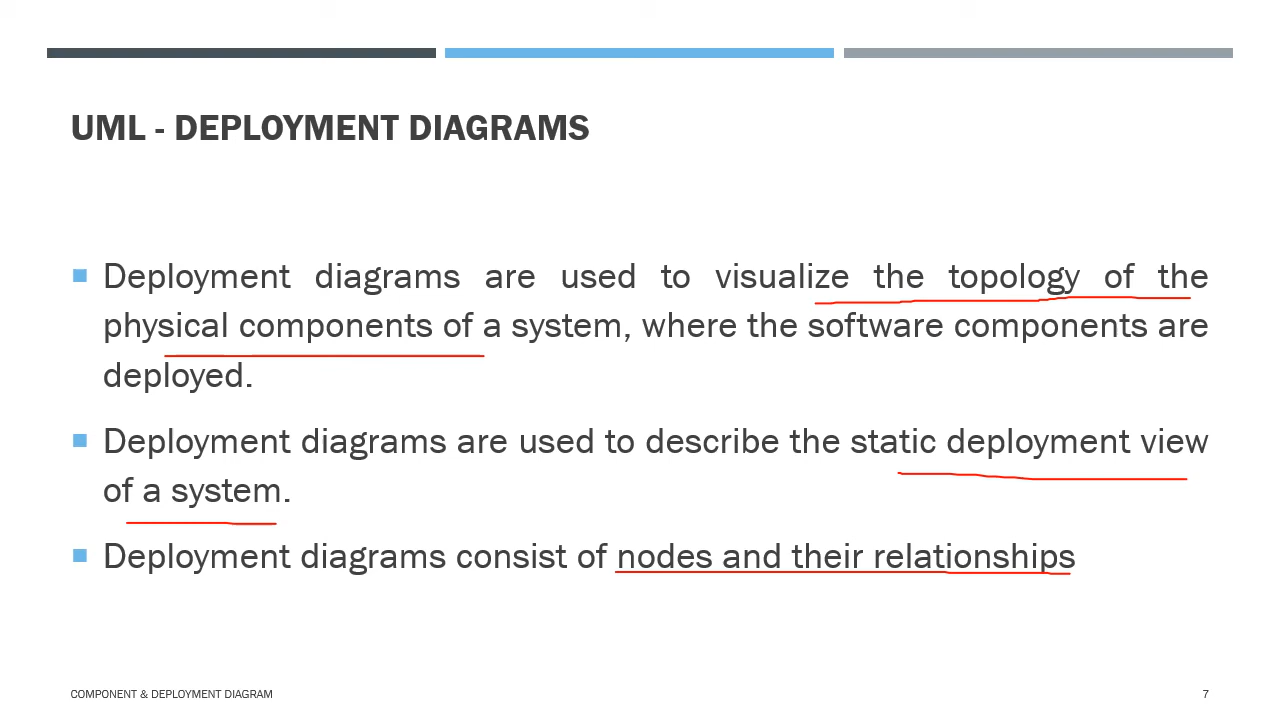 UML - DEPLOYMENT DIAGRAMS
Deployment diagrams are used to visualize the topology of the
physical components of a system, where the software components are
deployed.
Deployment diagrams are used to describe the static deployment view
of a system.
Deployment diagrams consist of nodes and their relationships
COMPONENT & DEPLOYMENT DIAGRAM
7